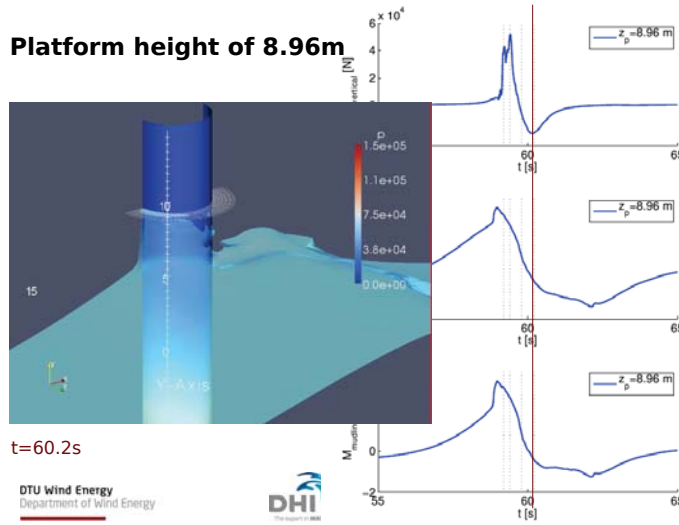 Platform height of 8.96m
x 10^4
6
4
2
0
vertical [N]
z_p=8.96 m
60
65
t [s]
p
1.5e+05
1.1e+05
7.5e+04
3.8e+04
0.0e+00
10
15
0
Y-Axis
z_p=8.96 m
60
65
t [s]
z_p=8.96 m
M_mudline
0
−2
55
60
65
t [s]
t=60.2s
DTU Wind Energy
Department of Wind Energy
DHI